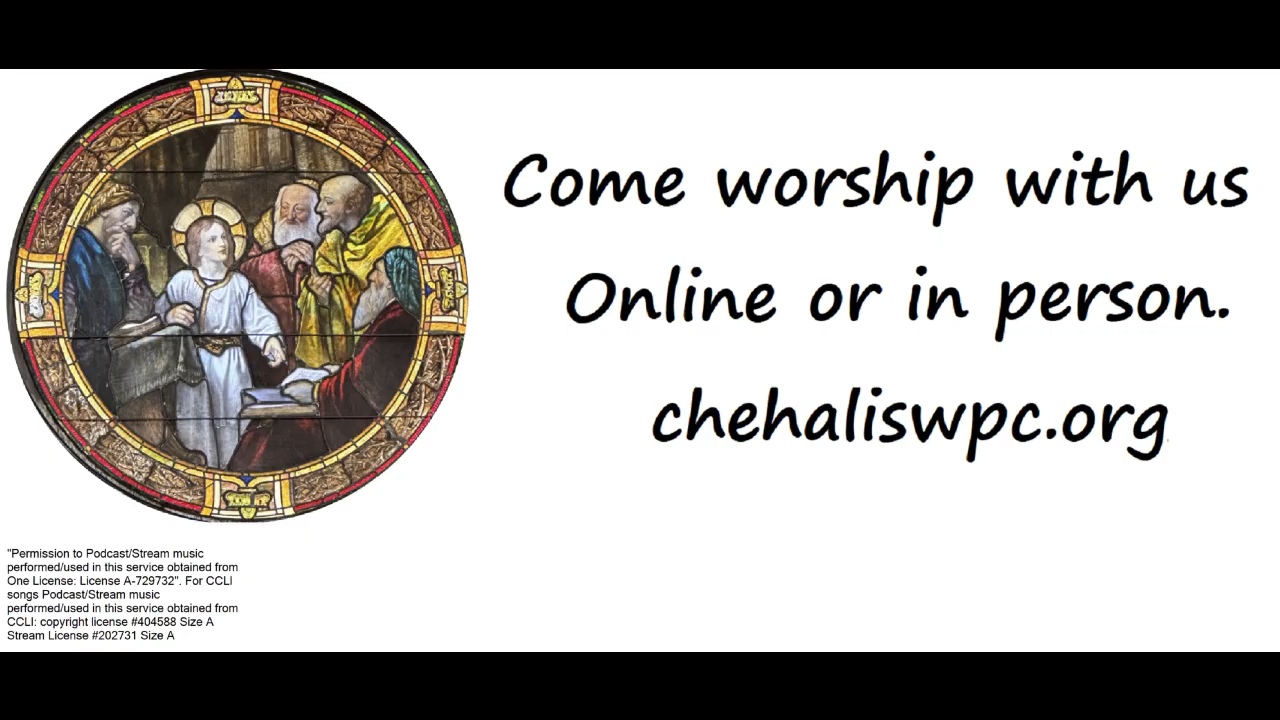 Come worship with us
Online or in person.
chehaliswpc.org
"Permission to Podcast/Stream music
performed/used in this service obtained from
One License: License A-729732". For CCLI
songs Podcast/Stream music
performed/used in this service obtained from
CCLI: copyright license #404588 Size A
Stream License #202731 Size A